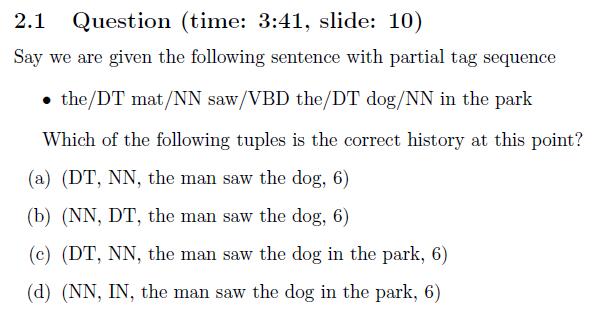 2.1 Question (time: 3:41, slide: 10)
Say we are given the following sentence with partial tag sequence
• the/DT mat/NN saw/VBD the/DT dog/NN in the park
Which of the following tuples is the correct history at this point?
(a) (DT, NN, the man saw the dog, 6)
(b) (NN, DT, the man saw the dog, 6)
(c) (DT, NN, the man saw the dog in the park, 6)
(d) (NN, IN, the man saw the dog in the park, 6)